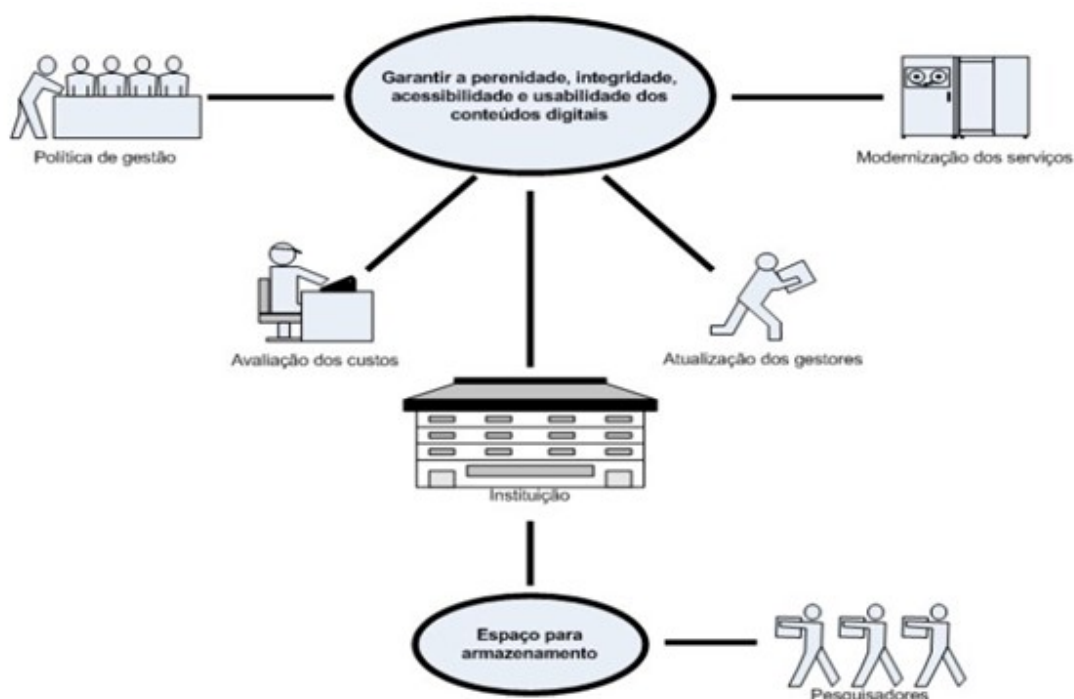 Garantir a perenidade, integridade,
acessibilidade e usabilidade dos
conteúdos digitais
Política de gestão
Modernização dos serviços
Avaliação dos custos
Atualização dos gestores
Instituição
Espaço para
armazenamento
Pesquisadores